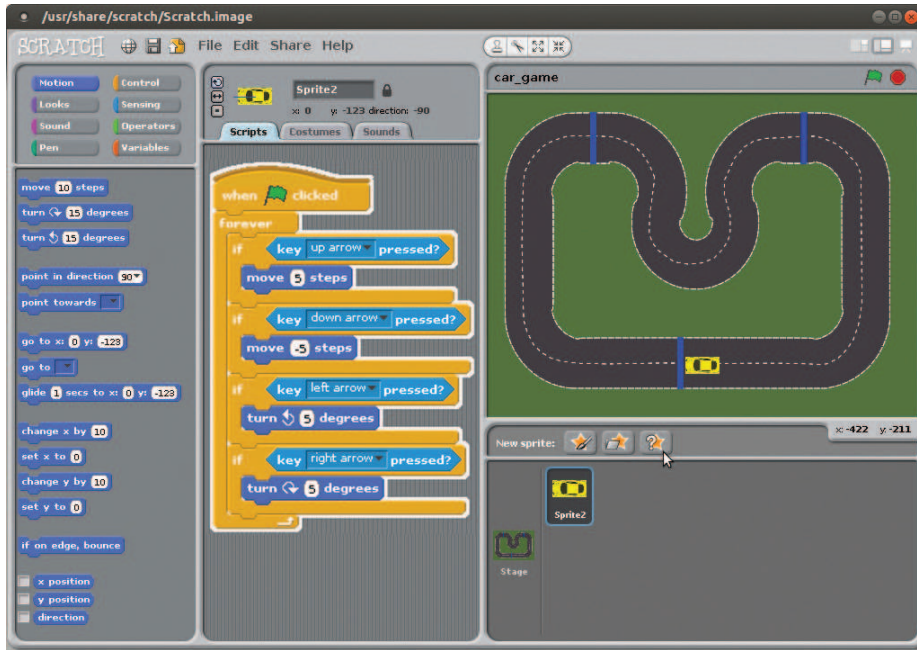 /usr/share/scratch/Scratch.image
SCRATCH File Edit Share Help
Motion Control
Looks Sensing
Sound Operators
Pen Variables
move 10 steps
turn 15 degrees
turn 15 degrees
point in direction 90
point towards
go to x: 0 y: -123
go to
glide 1 secs to x: 0 y: -123
change x by 10
set x to 0
change y by 10
set y to 0
if on edge, bounce
x position
y position
direction
Sprite2
x: 0 y: -123 direction: -90
Scripts Costumes Sounds
when clicked
forever
if key up arrow pressed?
move 5 steps
if key down arrow pressed?
move -5 steps
if key left arrow pressed?
turn 5 degrees
if key right arrow pressed?
turn 5 degrees
car_game
x: -422 y: -211
New sprite:
Sprite2
Stage